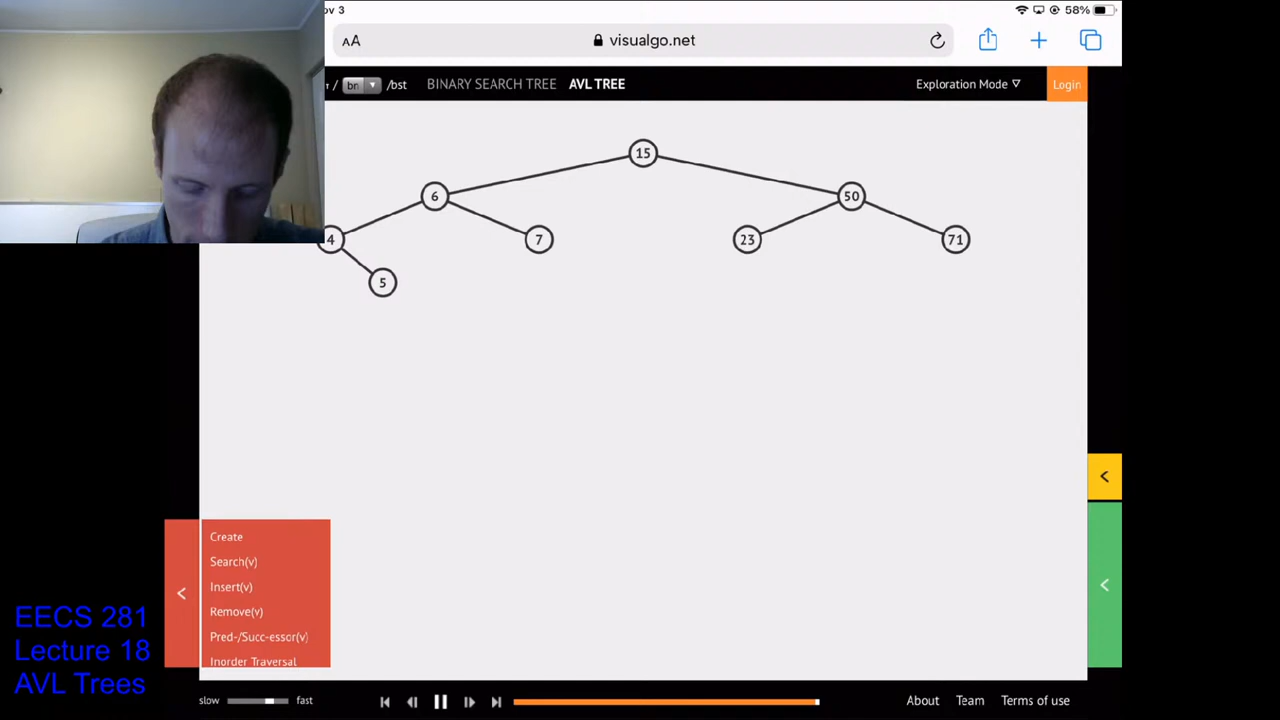 ov 3
58%
AA
visualgo.net
/ bn /bst BINARY SEARCH TREE AVL TREE
Exploration Mode ▽
Login
15
6
50
4
7
23
71
5
Create
Search(v)
Insert(v)
Remove(v)
Pred-/Succ-essor(v)
Inorder Traversal
EECS 281
Lecture 18
AVL Trees
slow
fast
About
Team
Terms of use